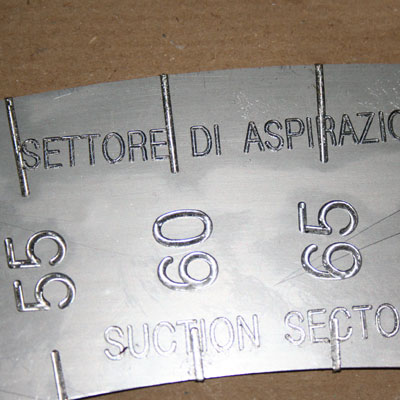 SETTORE DI ASPIRAZIO
55 60 65
SUCTION SECTO